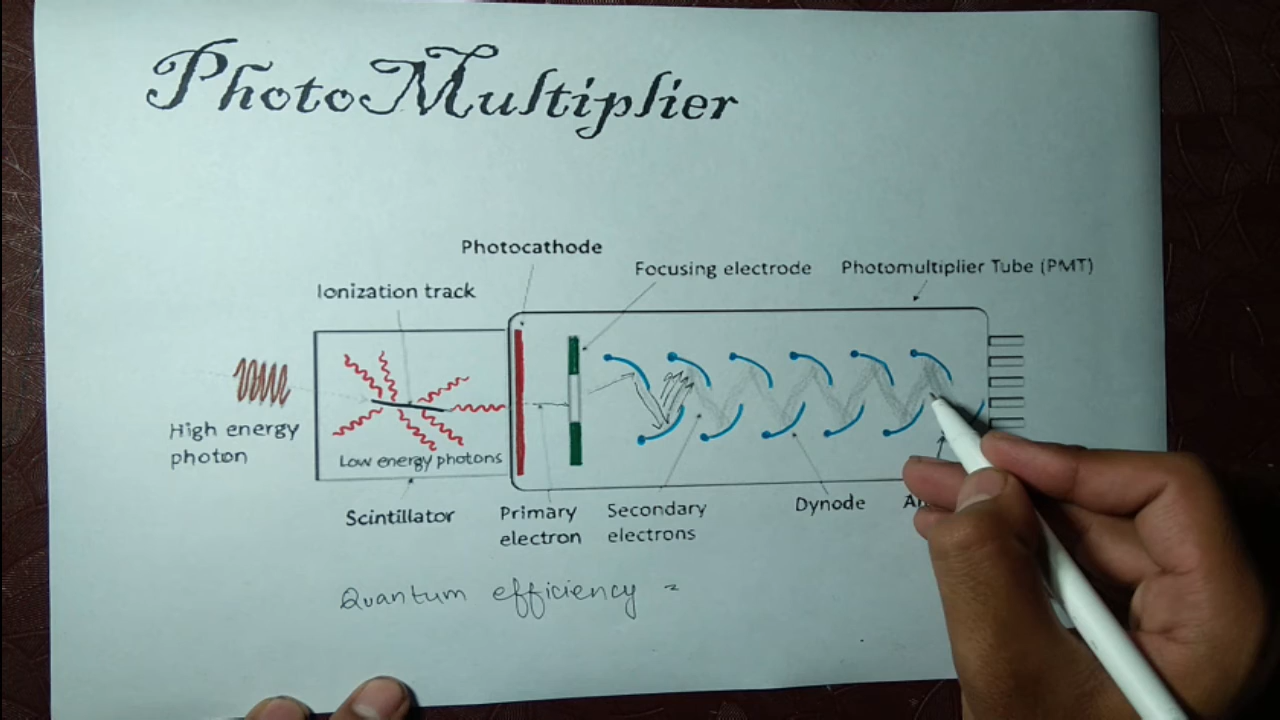 PhotoMultiplier
Photocathode
Focusing electrode
Photomultiplier Tube (PMT)
Ionization track
High energy
photon
Low energy photons
Scintillator
Primary
electron
Secondary
electrons
Dynode
Quantum efficiency =